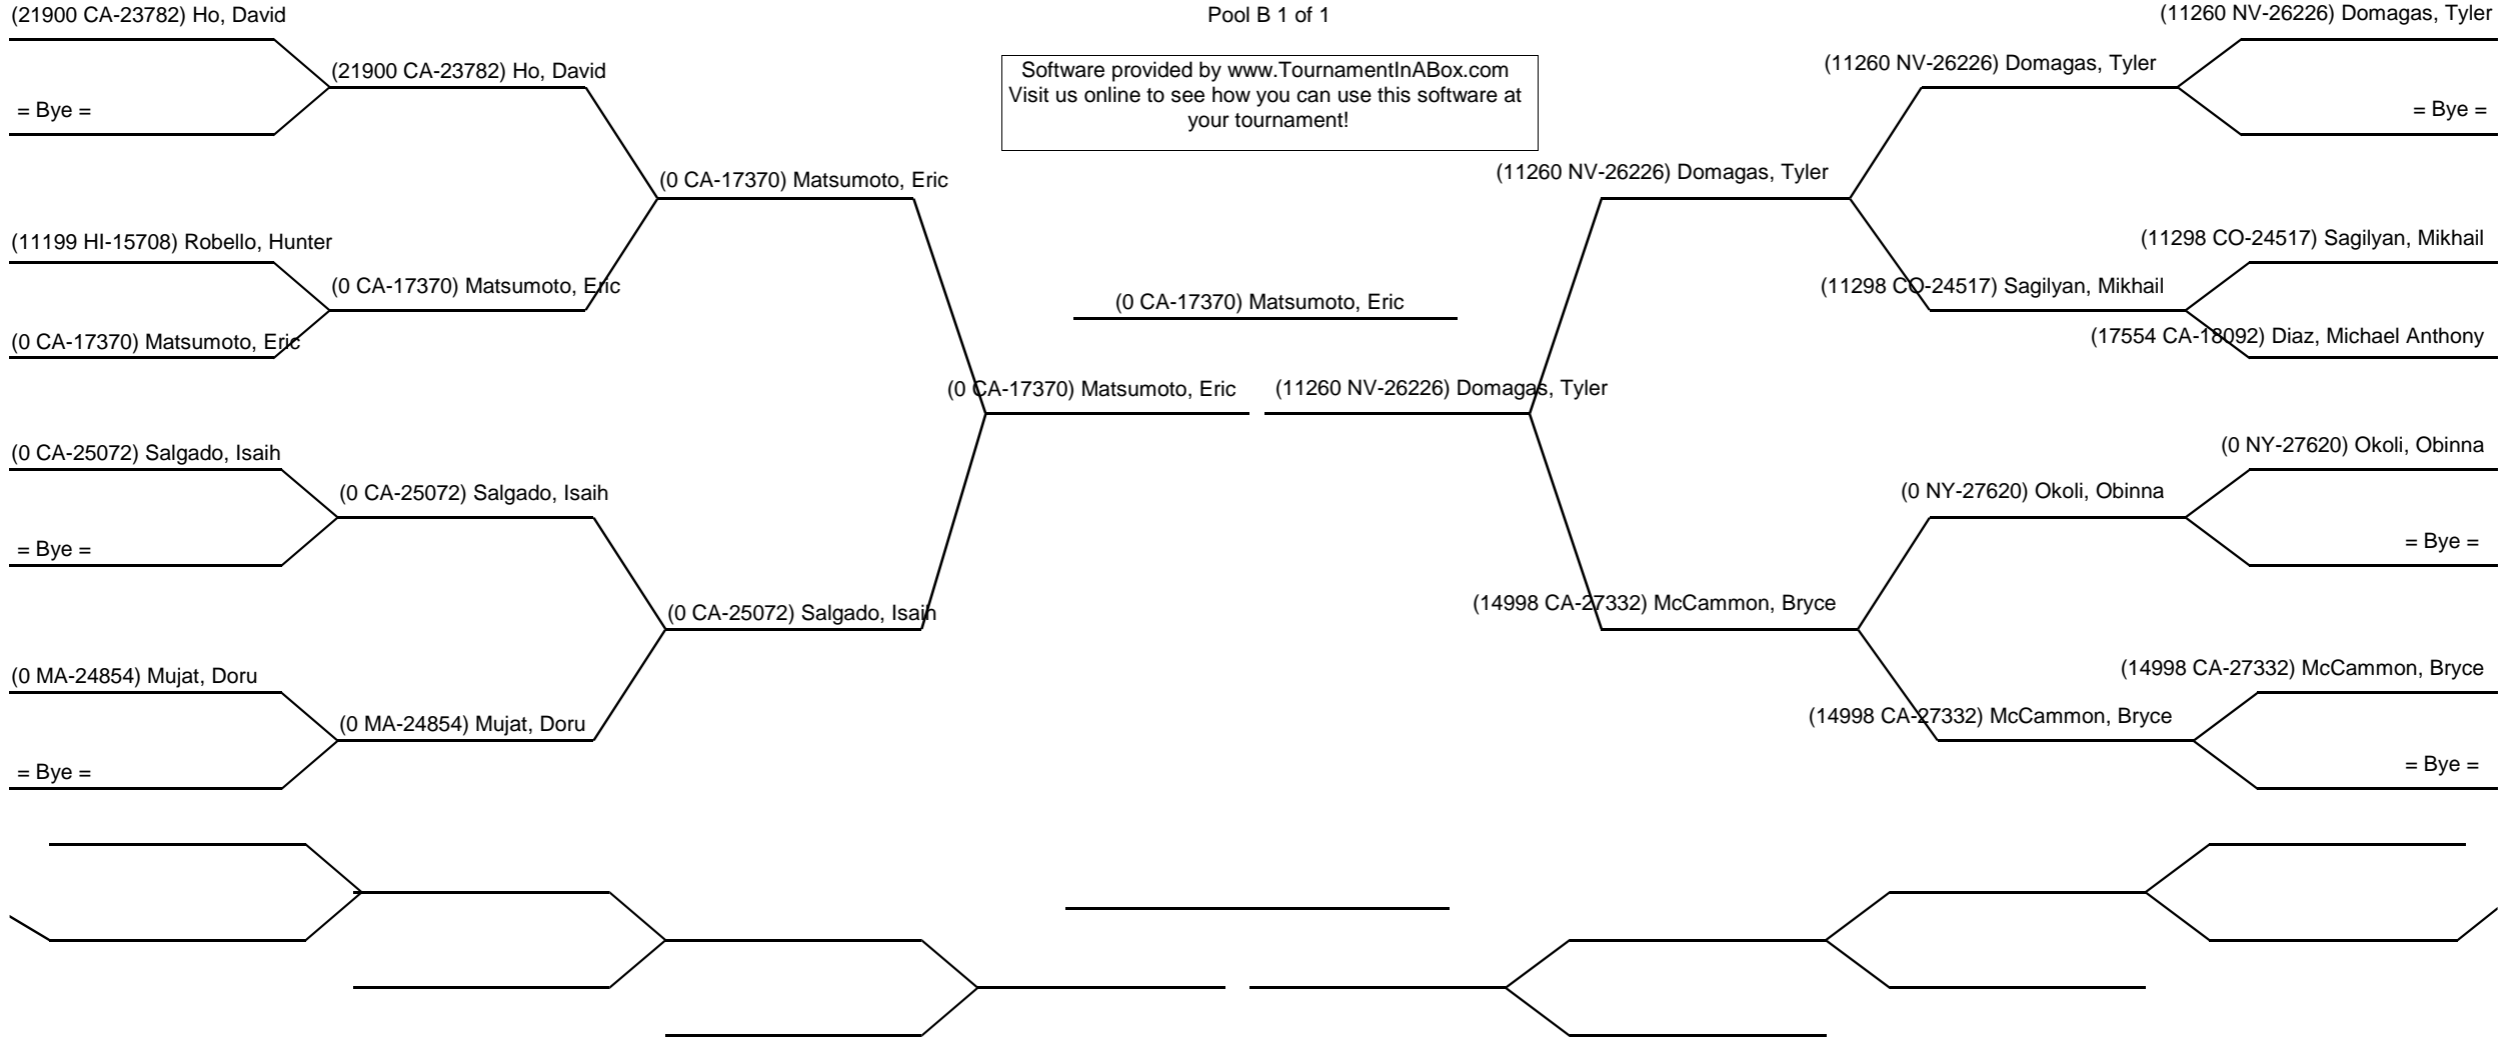 (21900 CA-23782) Ho, David
Pool B 1 of 1
(11260 NV-26226) Domagas, Tyler
(21900 CA-23782) Ho, David
Software provided by www.TournamentInABox.com
Visit us online to see how you can use this software at
your tournament!
(11260 NV-26226) Domagas, Tyler
= Bye =
= Bye =
(0 CA-17370) Matsumoto, Eric
(11260 NV-26226) Domagas, Tyler
(11199 HI-15708) Robello, Hunter
(11298 CO-24517) Sagilyan, Mikhail
(0 CA-17370) Matsumoto, Eric
(0 CA-17370) Matsumoto, Eric
(11298 CO-24517) Sagilyan, Mikhail
(0 CA-17370) Matsumoto, Eric
(17554 CA-18092) Diaz, Michael Anthony
(0 CA-17370) Matsumoto, Eric
(11260 NV-26226) Domagas, Tyler
(0 CA-25072) Salgado, Isaih
(0 NY-27620) Okoli, Obinna
(0 CA-25072) Salgado, Isaih
(0 NY-27620) Okoli, Obinna
= Bye =
= Bye =
(0 CA-25072) Salgado, Isaih
(14998 CA-27332) McCammon, Bryce
(0 MA-24854) Mujat, Doru
(14998 CA-27332) McCammon, Bryce
(0 MA-24854) Mujat, Doru
(14998 CA-27332) McCammon, Bryce
= Bye =
= Bye =